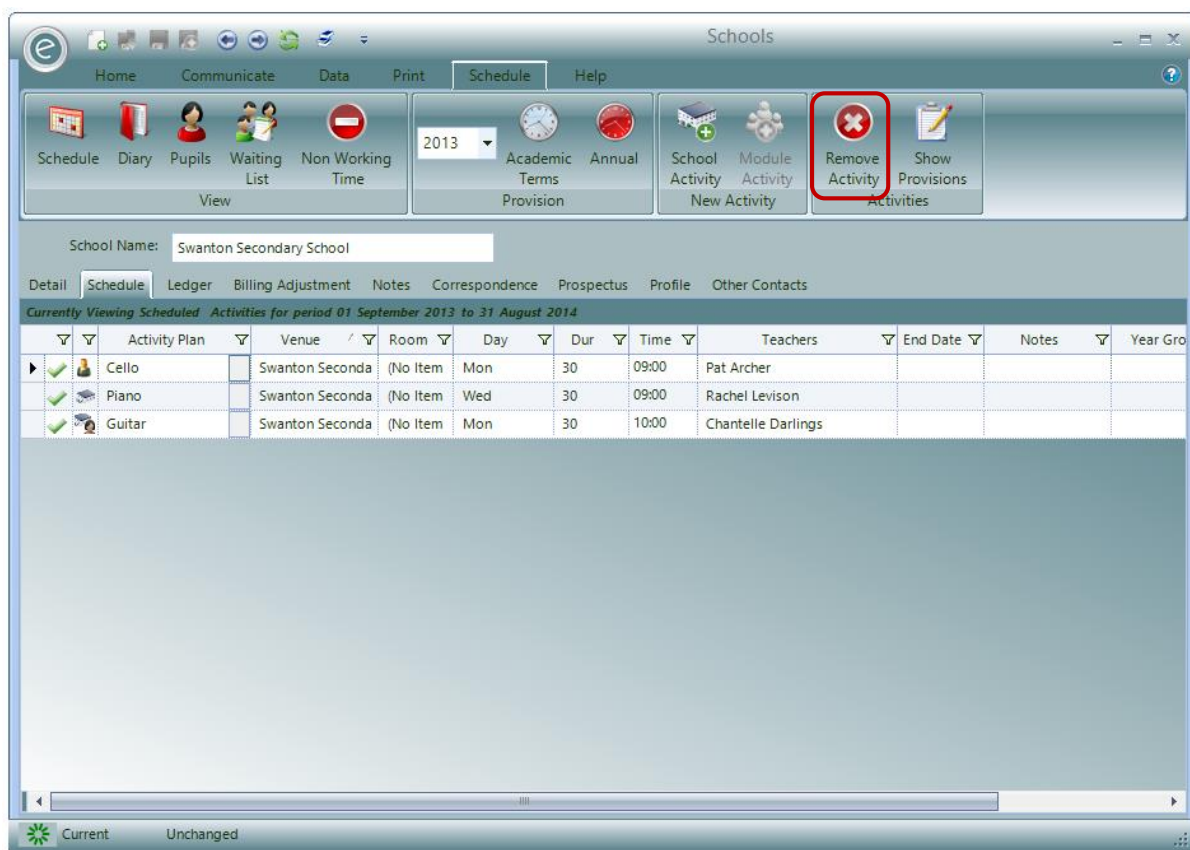 Schools
Home Communicate Data Print Schedule Help
Schedule Diary Pupils Waiting List Non Working Time
View
2013 Academic Terms Annual
Provision
School Activity Module Activity
New Activity
Remove Activity Show Provisions
Activities
School Name: Swanton Secondary School
Detail Schedule Ledger Billing Adjustment Notes Correspondence Prospectus Profile Other Contacts
Currently Viewing Scheduled Activities for period 01 September 2013 to 31 August 2014
Activity Plan Venue Room Day Dur Time Teachers End Date Notes Year Gro
Cello Swanton Seconda (No Item Mon 30 09:00 Pat Archer
Piano Swanton Seconda (No Item Wed 30 09:00 Rachel Levison
Guitar Swanton Seconda (No Item Mon 30 10:00 Chantelle Darlings
Current Unchanged